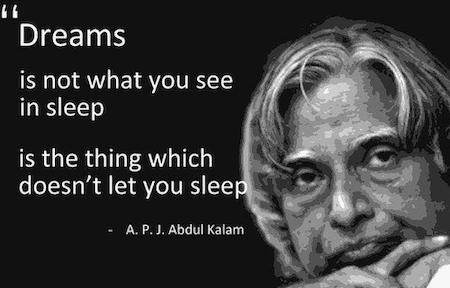 “
Dreams
is not what you see
in sleep
is the thing which
doesn’t let you sleep
- A. P. J. Abdul Kalam